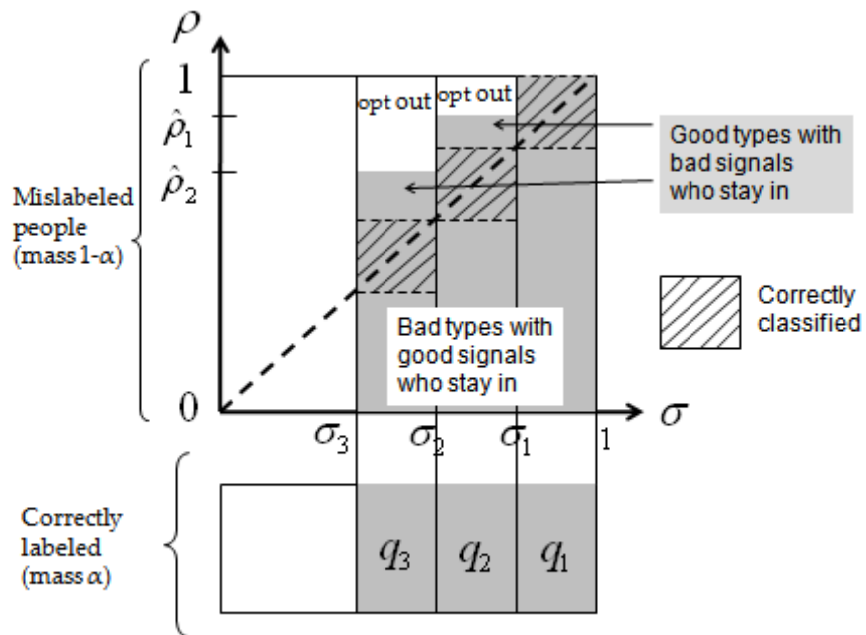 ρ
1
opt out
opt out
ρ̂₁
Good types with
bad signals
who stay in
ρ̂₂
Mislabeled
people
(mass 1-α)
Correctly
classified
Bad types with
good signals
who stay in
0
σ₃
σ₂
σ₁
1
σ
Correctly
labeled
(mass α)
q₃
q₂
q₁